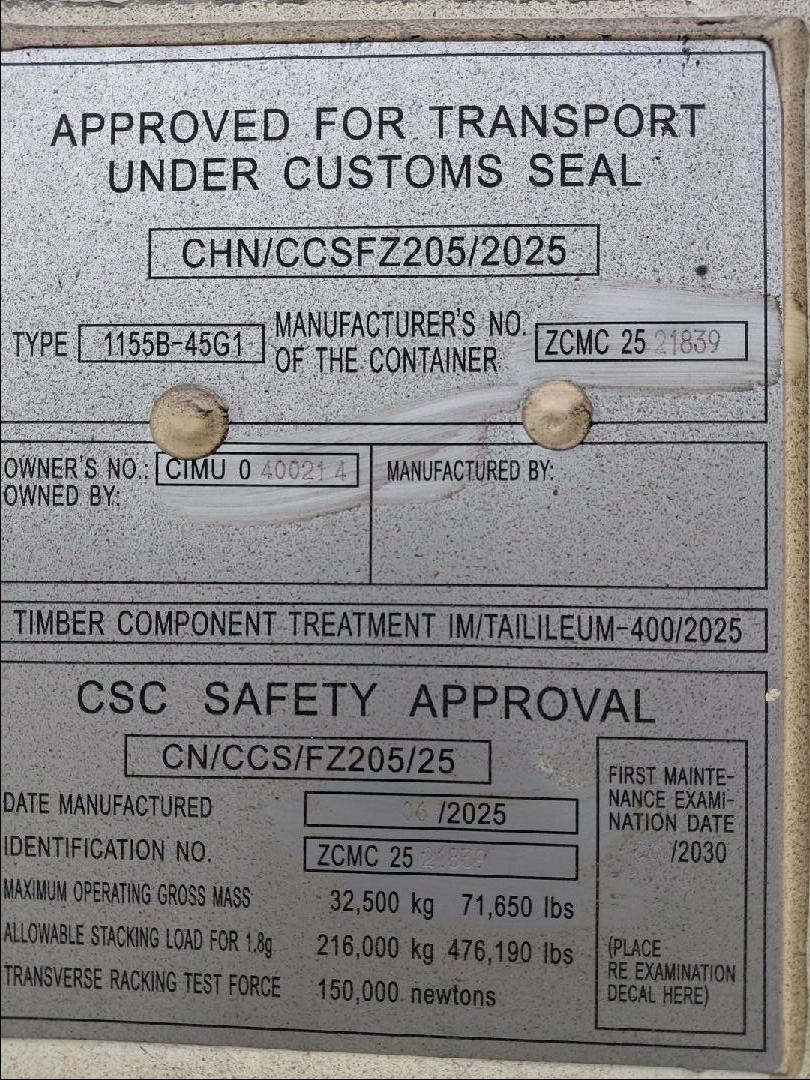 APPROVED FOR TRANSPORT
UNDER CUSTOMS SEAL
CHN/CCSFZ205/2025
TYPE 1155B-45G1 MANUFACTURER'S NO. OF THE CONTAINER ZCMC 25 21839
OWNER'S NO.: CIMU 0 40021 4
OWNED BY:
MANUFACTURED BY:
TIMBER COMPONENT TREATMENT IM/TAILILEUM-400/2025
CSC SAFETY APPROVAL
CN/CCS/FZ205/25
DATE MANUFACTURED 06 /2025
IDENTIFICATION NO. ZCMC 25 21839
MAXIMUM OPERATING GROSS MASS 32,500 kg 71,650 lbs
ALLOWABLE STACKING LOAD FOR 1.8g 216,000 kg 476,190 lbs
TRANSVERSE RACKING TEST FORCE 150,000 newtons
FIRST MAINTE-
NANCE EXAMI-
NATION DATE
/2030
(PLACE
RE EXAMINATION
DECAL HERE)